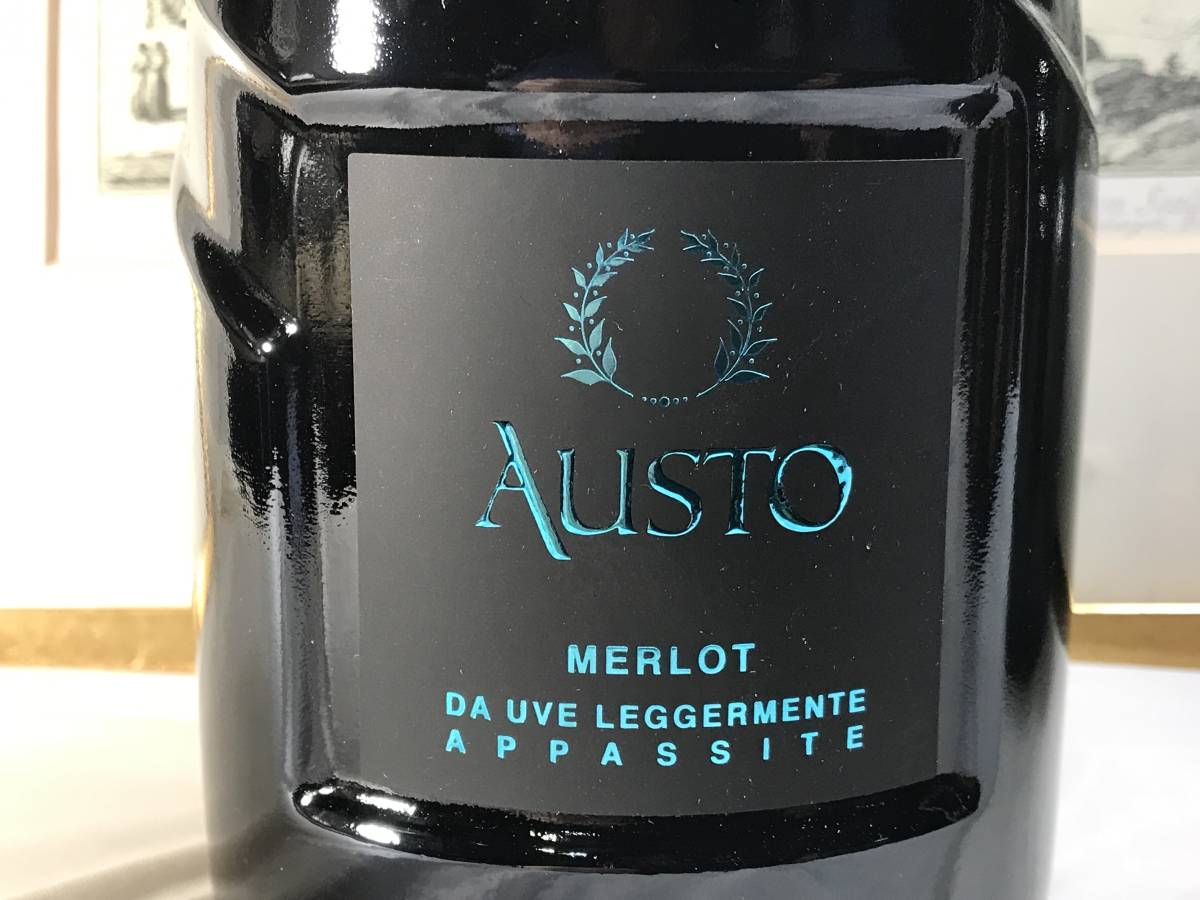 AUSTO
MERLOT
DA UVE LEGGERMENTE
APPASSITE